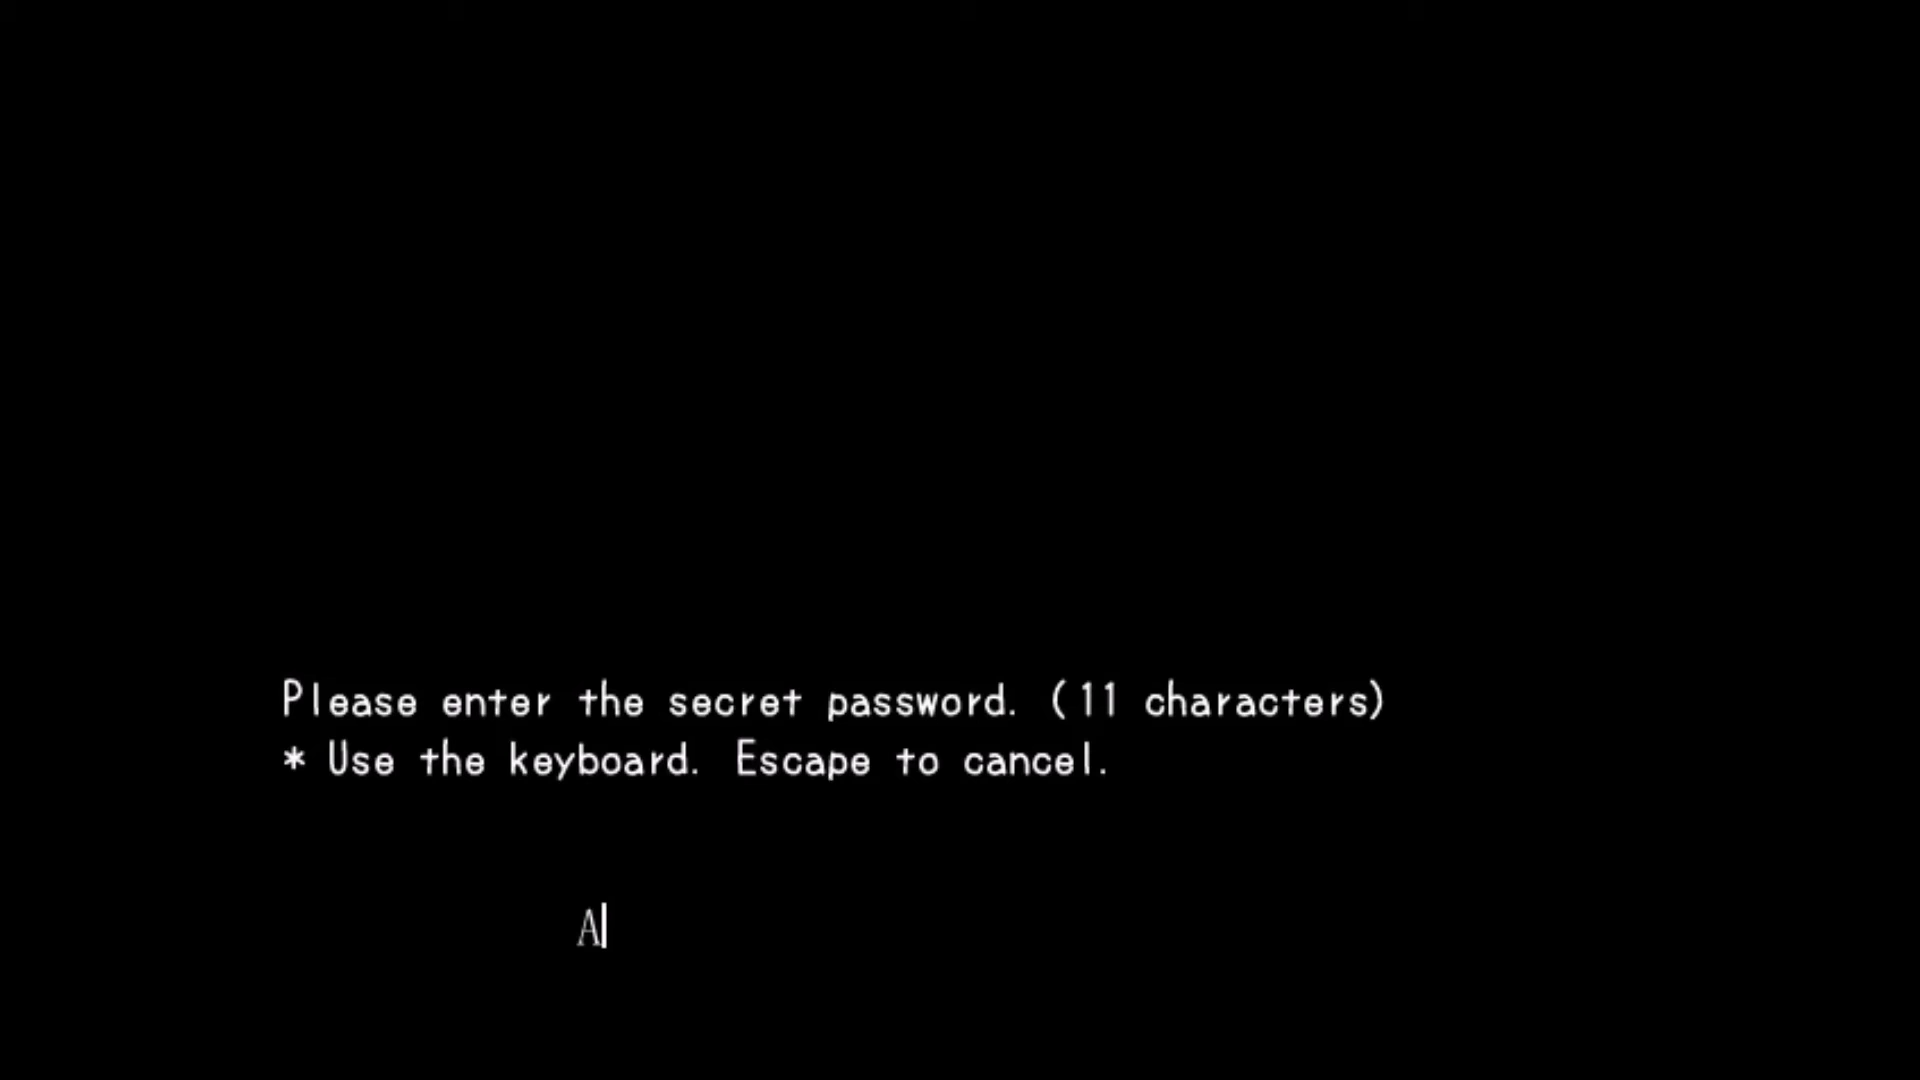 Please enter the secret password. (11 characters)
* Use the keyboard. Escape to cancel.
A